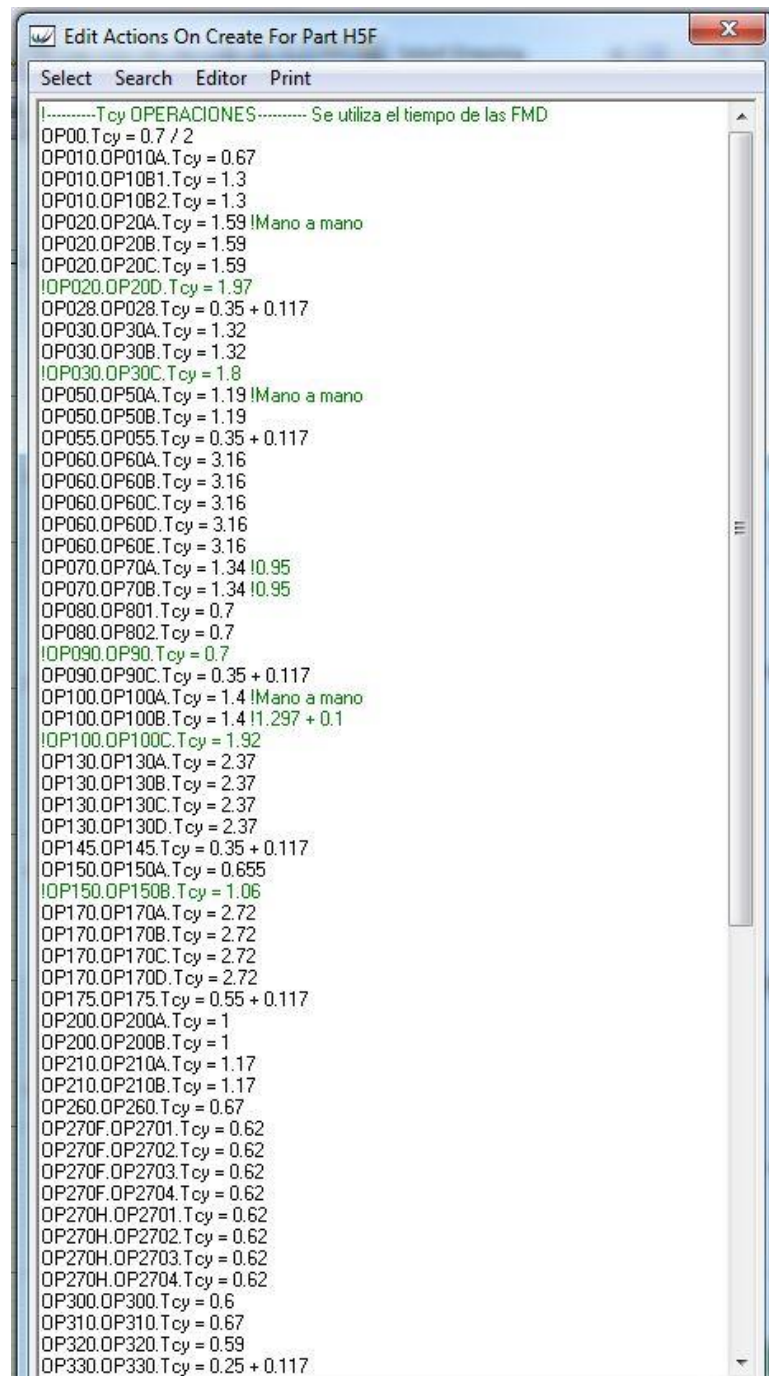 Edit Actions On Create For Part H5F
Select Search Editor Print
!----------Tcy OPERACIONES---------- Se utiliza el tiempo de las FMD
OP00.Tcy = 0.7 / 2
OP010.OP010A.Tcy = 0.67
OP010.OP10B1.Tcy = 1.3
OP010.OP10B2.Tcy = 1.3
OP020.OP20A.Tcy = 1.59 !Mano a mano
OP020.OP20B.Tcy = 1.59
OP020.OP20C.Tcy = 1.59
!OP020.OP20D.Tcy = 1.97
OP028.OP028.Tcy = 0.35 + 0.117
OP030.OP30A.Tcy = 1.32
OP030.OP30B.Tcy = 1.32
!OP030.OP30C.Tcy = 1.8
OP050.OP50A.Tcy = 1.19 !Mano a mano
OP050.OP50B.Tcy = 1.19
OP055.OP055.Tcy = 0.35 + 0.117
OP060.OP60A.Tcy = 3.16
OP060.OP60B.Tcy = 3.16
OP060.OP60C.Tcy = 3.16
OP060.OP60D.Tcy = 3.16
OP060.OP60E.Tcy = 3.16
OP070.OP70A.Tcy = 1.34 !0.95
OP070.OP70B.Tcy = 1.34 !0.95
OP080.OP801.Tcy = 0.7
OP080.OP802.Tcy = 0.7
!OP090.OP90.Tcy = 0.7
OP090.OP90C.Tcy = 0.35 + 0.117
OP100.OP100A.Tcy = 1.4 !Mano a mano
OP100.OP100B.Tcy = 1.4 !1.297 + 0.1
!OP100.OP100C.Tcy = 1.92
OP130.OP130A.Tcy = 2.37
OP130.OP130B.Tcy = 2.37
OP130.OP130C.Tcy = 2.37
OP130.OP130D.Tcy = 2.37
OP145.OP145.Tcy = 0.35 + 0.117
OP150.OP150A.Tcy = 0.655
!OP150.OP150B.Tcy = 1.06
OP170.OP170A.Tcy = 2.72
OP170.OP170B.Tcy = 2.72
OP170.OP170C.Tcy = 2.72
OP170.OP170D.Tcy = 2.72
OP175.OP175.Tcy = 0.55 + 0.117
OP200.OP200A.Tcy = 1
OP200.OP200B.Tcy = 1
OP210.OP210A.Tcy = 1.17
OP210.OP210B.Tcy = 1.17
OP260.OP260.Tcy = 0.67
OP270F.OP2701.Tcy = 0.62
OP270F.OP2702.Tcy = 0.62
OP270F.OP2703.Tcy = 0.62
OP270F.OP2704.Tcy = 0.62
OP270H.OP2701.Tcy = 0.62
OP270H.OP2702.Tcy = 0.62
OP270H.OP2703.Tcy = 0.62
OP270H.OP2704.Tcy = 0.62
OP300.OP300.Tcy = 0.6
OP310.OP310.Tcy = 0.67
OP320.OP320.Tcy = 0.59
OP330.OP330.Tcy = 0.25 + 0.117